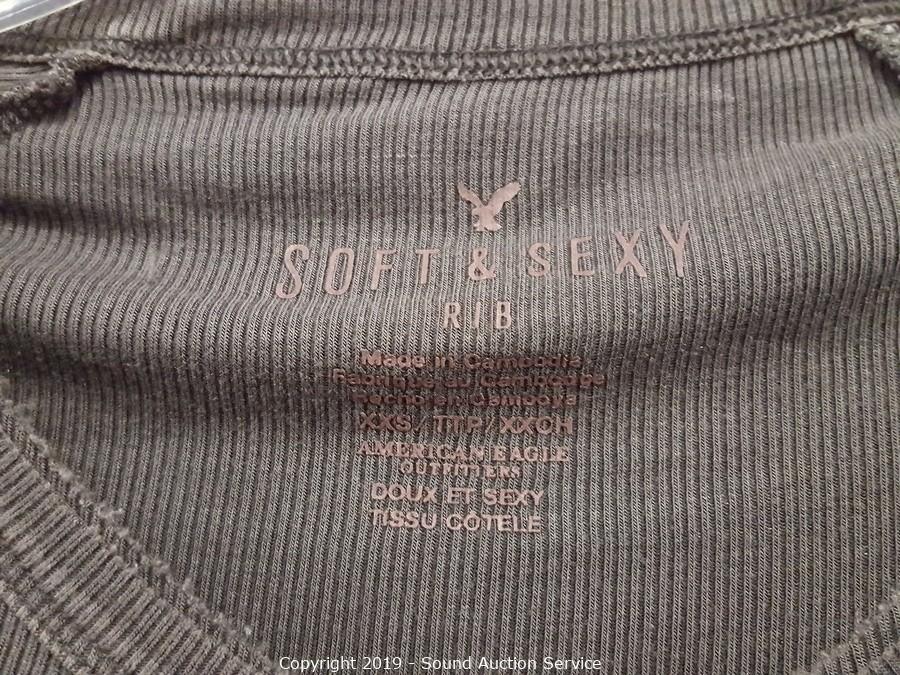 SOFT & SEXY
RIB
Made in Cambodia
Fabriqué au Cambodge
Hecho en Camboya
XXS/TTP/XXCH
AMERICAN EAGLE
OUTFITTERS
DOUX ET SEXY
TISSU CÔTELÉ
Copyright 2019 - Sound Auction Service